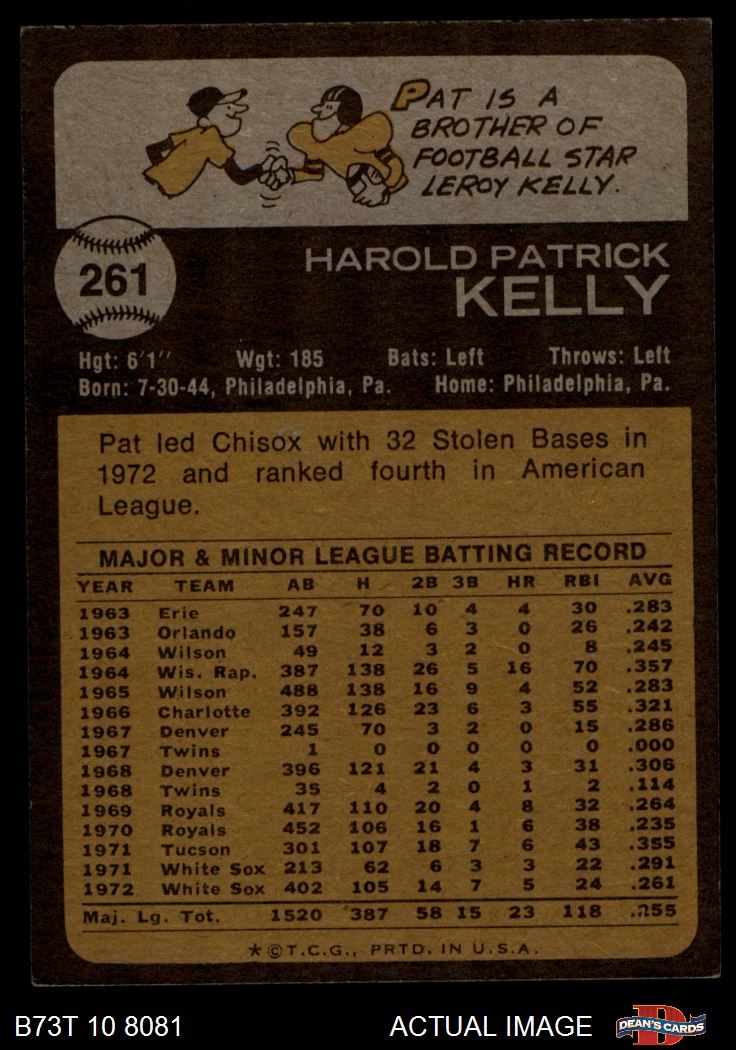 PAT IS A
BROTHER OF
FOOTBALL STAR
LEROY KELLY.
261
HAROLD PATRICK
KELLY
Hgt: 6'1" Wgt: 185 Bats: Left Throws: Left
Born: 7-30-44, Philadelphia, Pa. Home: Philadelphia, Pa.
Pat led Chisox with 32 Stolen Bases in
1972 and ranked fourth in American
League.
MAJOR & MINOR LEAGUE BATTING RECORD
YEAR TEAM AB H 2B 3B HR RBI AVG
1963 Erie 247 70 10 4 4 30 .283
1963 Orlando 157 38 6 3 0 26 .242
1964 Wilson 49 12 3 2 0 8 .245
1964 Wis. Rap. 387 138 26 5 16 70 .357
1965 Wilson 488 138 16 9 4 52 .283
1966 Charlotte 392 126 23 6 3 55 .321
1967 Denver 245 70 3 2 0 15 .286
1967 Twins 1 0 0 0 0 0 .000
1968 Denver 396 121 21 4 3 31 .306
1968 Twins 35 4 2 0 1 2 .114
1969 Royals 417 110 20 4 8 32 .264
1970 Royals 452 106 16 1 6 38 .235
1971 Tucson 301 107 18 7 6 43 .355
1971 White Sox 213 62 6 3 3 22 .291
1972 White Sox 402 105 14 7 5 24 .261
Maj. Lg. Tot. 1520 387 58 15 23 118 .255
*©T.C.G., PRTD. IN U.S.A.
B73T 10 8081 ACTUAL IMAGE DEAN'S CARDS